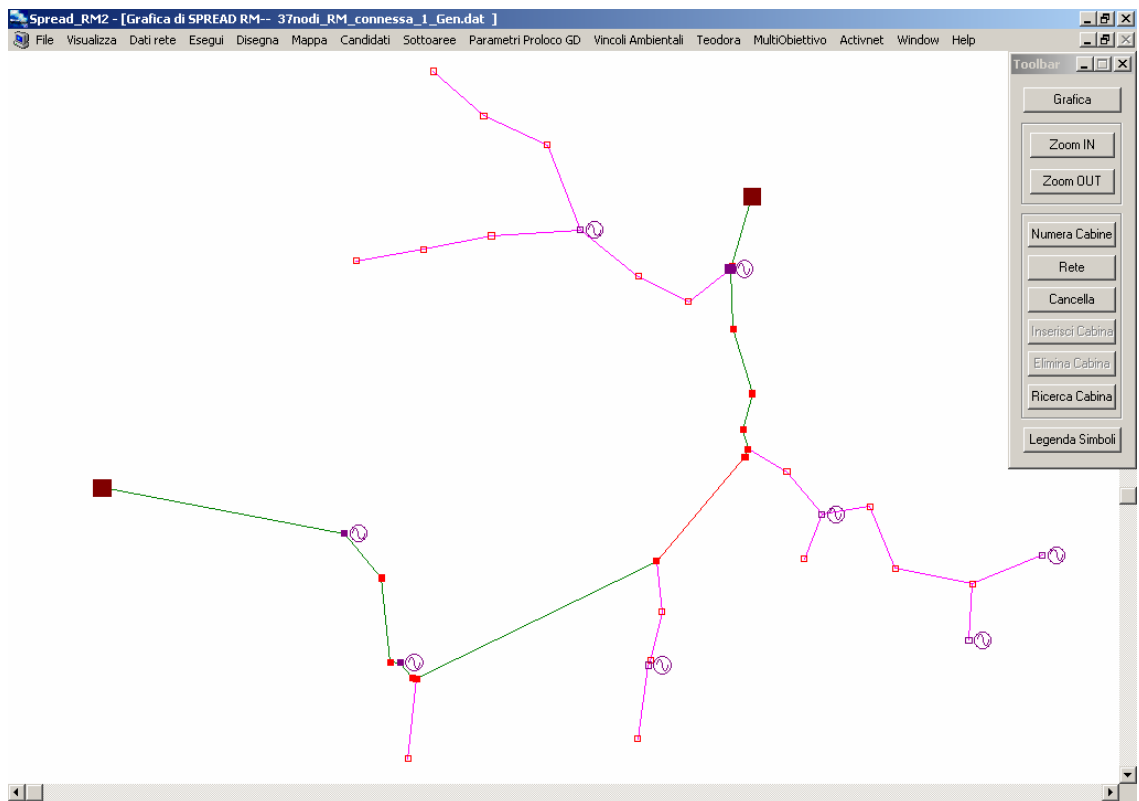 Spread_RM2 - [Grafica di SPREAD RM-- 37nodi_RM_connessa_1_Gen.dat ]
File Visualizza Dati rete Esegui Disegna Mappa Candidati Sottoaree Parametri Proloco GD Vincoli Ambientali Teodora MultiObiettivo Activnet Window Help
Toolbar
Grafica
Zoom IN
Zoom OUT
Numera Cabine
Rete
Cancella
Inserisci Cabina
Elimina Cabina
Ricerca Cabina
Legenda Simboli